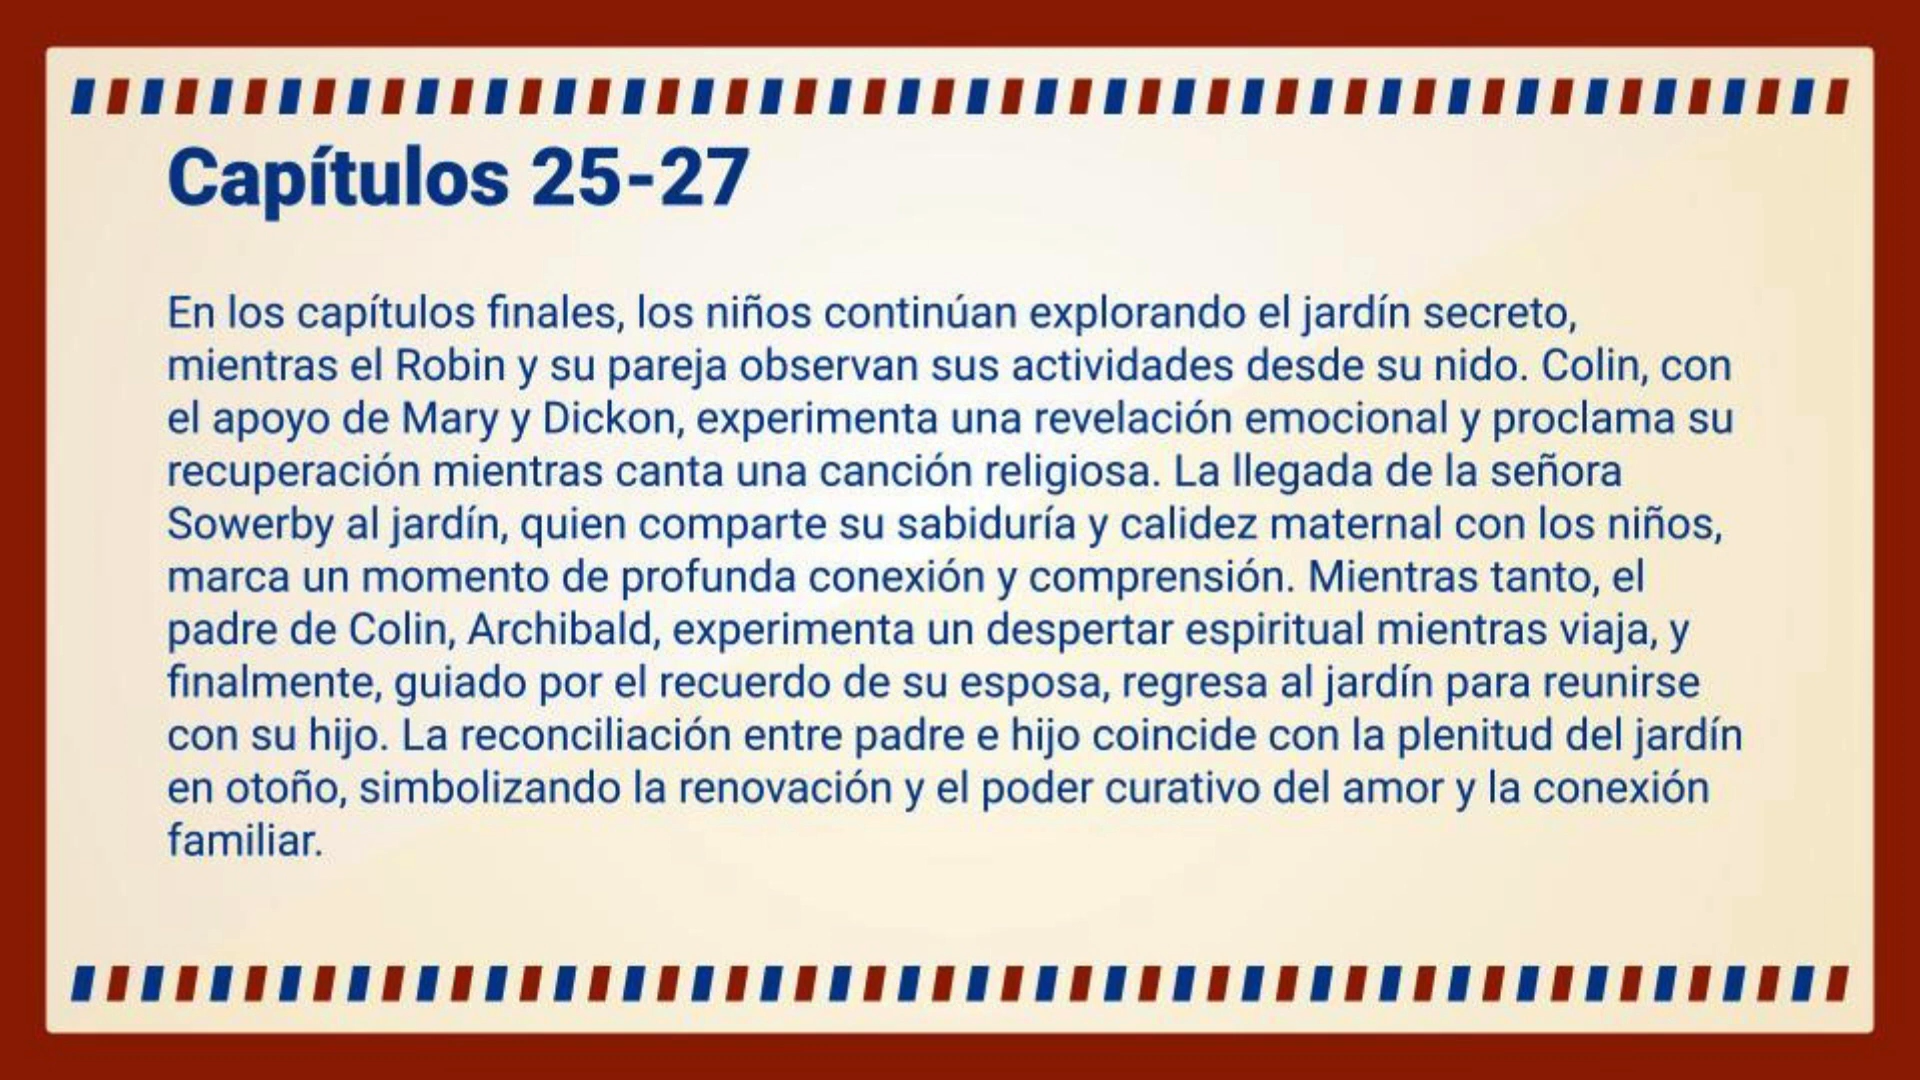 Capítulos 25-27
En los capítulos finales, los niños continúan explorando el jardín secreto,
mientras el Robin y su pareja observan sus actividades desde su nido. Colin, con
el apoyo de Mary y Dickon, experimenta una revelación emocional y proclama su
recuperación mientras canta una canción religiosa. La llegada de la señora
Sowerby al jardín, quien comparte su sabiduría y calidez maternal con los niños,
marca un momento de profunda conexión y comprensión. Mientras tanto, el
padre de Colin, Archibald, experimenta un despertar espiritual mientras viaja, y
finalmente, guiado por el recuerdo de su esposa, regresa al jardín para reunirse
con su hijo. La reconciliación entre padre e hijo coincide con la plenitud del jardín
en otoño, simbolizando la renovación y el poder curativo del amor y la conexión
familiar.